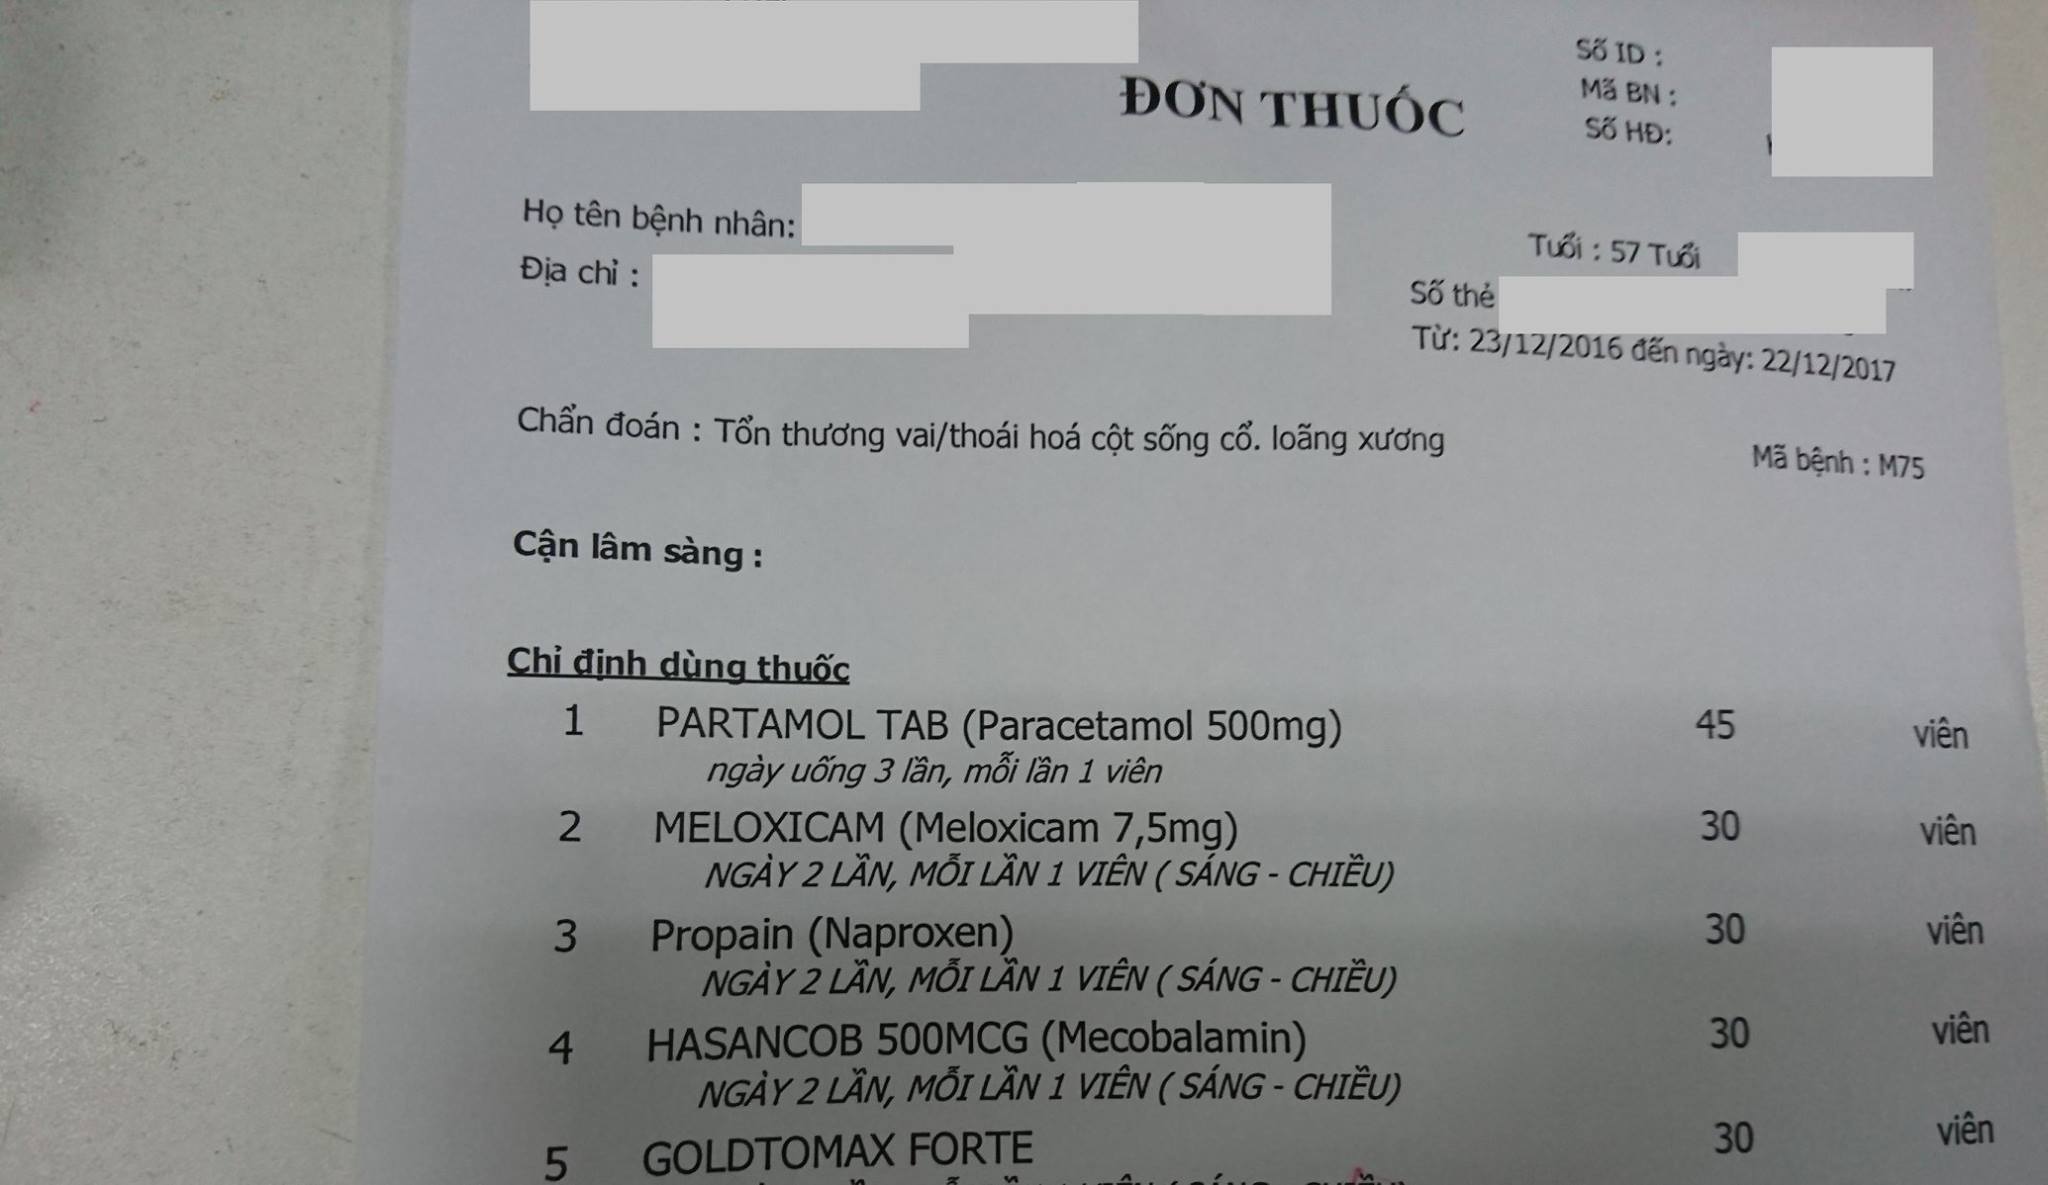 ĐƠN THUỐC
Số ID :
Mã BN :
Số HĐ:
Họ tên bệnh nhân:
Tuổi : 57 Tuổi
Địa chỉ :
Số thẻ
Từ: 23/12/2016 đến ngày: 22/12/2017
Chẩn đoán : Tổn thương vai/thoái hoá cột sống cổ. loãng xương
Mã bệnh : M75
Cận lâm sàng :
Chỉ định dùng thuốc
1 PARTAMOL TAB (Paracetamol 500mg) 45 viên
ngày uống 3 lần, mỗi lần 1 viên
2 MELOXICAM (Meloxicam 7,5mg) 30 viên
NGÀY 2 LẦN, MỖI LẦN 1 VIÊN ( SÁNG - CHIỀU)
3 Propain (Naproxen) 30 viên
NGÀY 2 LẦN, MỖI LẦN 1 VIÊN ( SÁNG - CHIỀU)
4 HASANCOB 500MCG (Mecobalamin) 30 viên
NGÀY 2 LẦN, MỖI LẦN 1 VIÊN ( SÁNG - CHIỀU)
5 GOLDTOMAX FORTE 30 viên